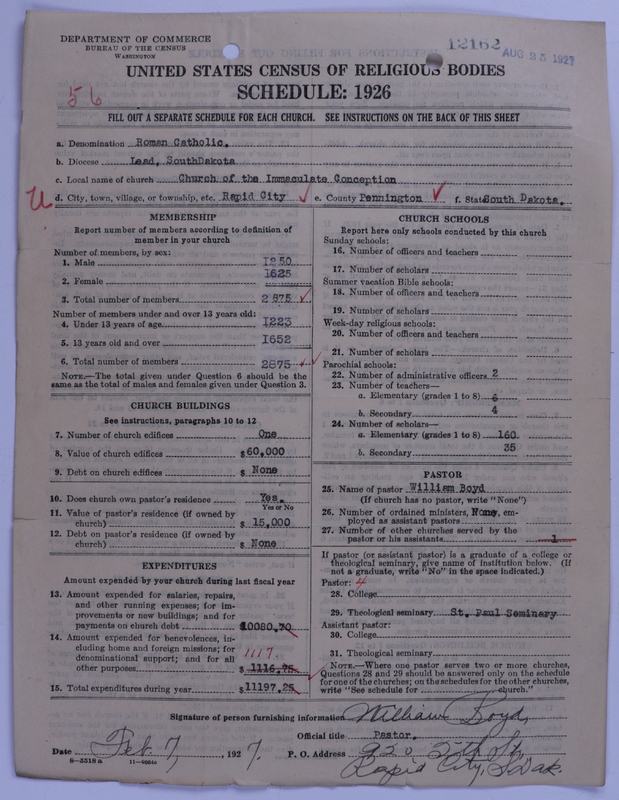 DEPARTMENT OF COMMERCE
BUREAU OF THE CENSUS
WASHINGTON
12162
AUG 25 1927
UNITED STATES CENSUS OF RELIGIOUS BODIES
SCHEDULE: 1926
56
FILL OUT A SEPARATE SCHEDULE FOR EACH CHURCH. SEE INSTRUCTIONS ON THE BACK OF THIS SHEET
a. Denomination Roman Catholic.
b. Diocese Lead, SouthDakota
c. Local name of church Church of the Immaculate Conception
U d. City, town, village, or township, etc. Rapid City e. County Pennington f. State South Dakota.
MEMBERSHIP
Report number of members according to definition of
member in your church
Number of members, by sex:
1. Male 1250
2. Female 1625
3. Total number of members 2875
Number of members under and over 13 years old:
4. Under 13 years of age 1223
5. 13 years old and over 1652
6. Total number of members 2875
NOTE.—The total given under Question 6 should be the
same as the total of males and females given under Question 3.
CHURCH BUILDINGS
See instructions, paragraphs 10 to 12
7. Number of church edifices One
8. Value of church edifices $60,000
9. Debt on church edifices $ None
10. Does church own pastor's residence Yes.
Yes or No
11. Value of pastor's residence (if owned by
church) $ 15,000
12. Debt on pastor's residence (if owned by
church) $ None
EXPENDITURES
Amount expended by your church during last fiscal year
13. Amount expended for salaries, repairs,
and other running expenses; for im-
provements or new buildings; and for
payments on church debt $10080.70
14. Amount expended for benevolences, in-
cluding home and foreign missions; for
denominational support; and for all 1117.
other purposes $ 1116.75
15. Total expenditures during year $11197.25
CHURCH SCHOOLS
Report here only schools conducted by this church
Sunday schools:
16. Number of officers and teachers
17. Number of scholars
Summer vacation Bible schools:
18. Number of officers and teachers
19. Number of scholars
Week-day religious schools:
20. Number of officers and teachers
21. Number of scholars
Parochial schools:
22. Number of administrative officers 2
23. Number of teachers—
a. Elementary (grades 1 to 8) 6
b. Secondary 4
24. Number of scholars—
a. Elementary (grades 1 to 8) 160
b. Secondary 35
PASTOR
25. Name of pastor William Boyd
(If church has no pastor, write "None")
26. Number of ordained ministers, None, em-
ployed as assistant pastors
27. Number of other churches served by the
pastor or his assistants 1
If pastor (or assistant pastor) is a graduate of a college or
theological seminary, give name of institution below. (If
not a graduate, write "No" in the space indicated.)
Pastor: 4
28. College
29. Theological seminary St. Paul Seminary
Assistant pastor:
30. College
31. Theological seminary
NOTE.—Where one pastor serves two or more churches,
Questions 28 and 29 should be answered only on the schedule
for one of the churches; on the schedules for the other churches,
write "See schedule for church."
Signature of person furnishing information William Boyd,
Official title Pastor.
Date Feb. 7, 1927. P. O. Address 920 5th St,
8-3518a
Rapid City, S Dak.